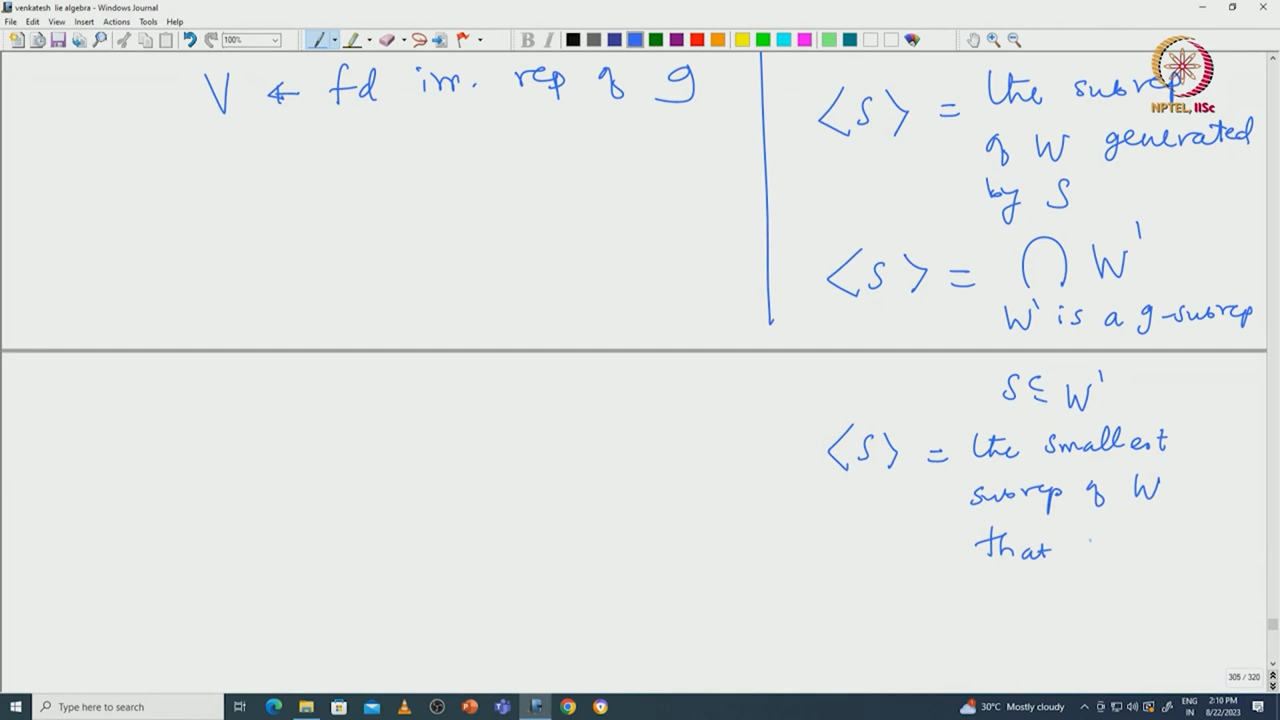 venkatesh lie algebra - Windows Journal
File Edit View Insert Actions Tools Help
100%
NPTEL, IISc
V ← fd irr. rep of g
<S> = the subrep
of W generated
by S
<S> = ∩ W'
W' is a g-subrep
S ⊆ W'
<S> = the smallest
subrep of W
that
305 / 320
Type here to search
30°C Mostly cloudy
ENG
IN
2:10 PM
8/22/2023